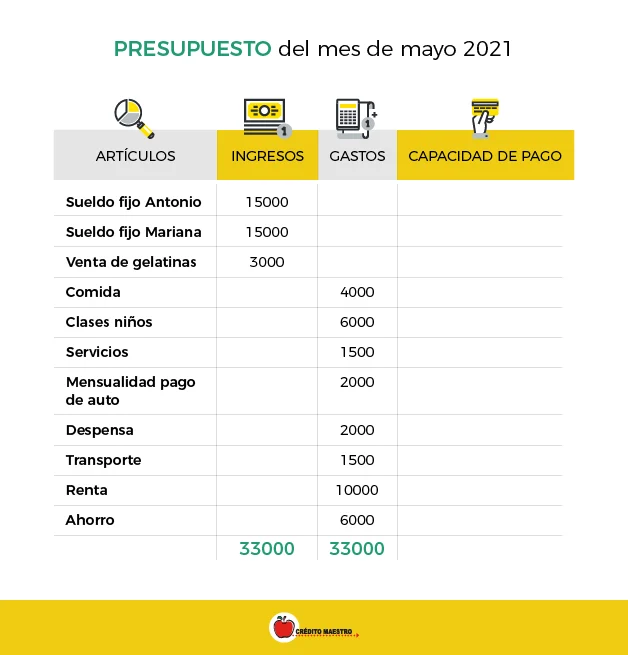 PRESUPUESTO del mes de mayo 2021
1 1
ARTÍCULOS INGRESOS GASTOS CAPACIDAD DE PAGO
Sueldo fijo Antonio 15000
Sueldo fijo Mariana 15000
Venta de gelatinas 3000
Comida 4000
Clases niños 6000
Servicios 1500
Mensualidad pago 2000
de auto
Despensa 2000
Transporte 1500
Renta 10000
Ahorro 6000
33000 33000
CRÉDITO MAESTRO